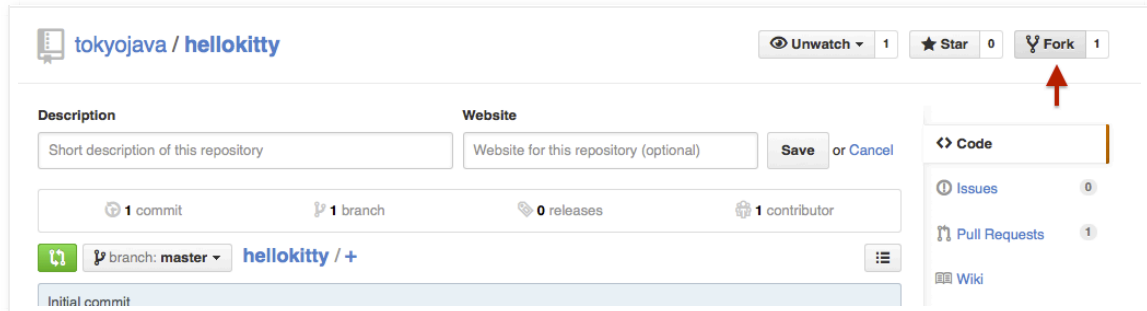 tokyojava / hellokitty
Unwatch 1 Star 0 Fork 1
Description Website
Short description of this repository Website for this repository (optional) Save or Cancel
1 commit 1 branch 0 releases 1 contributor
branch: master hellokitty / +
Initial commit
Code
Issues 0
Pull Requests 1
Wiki